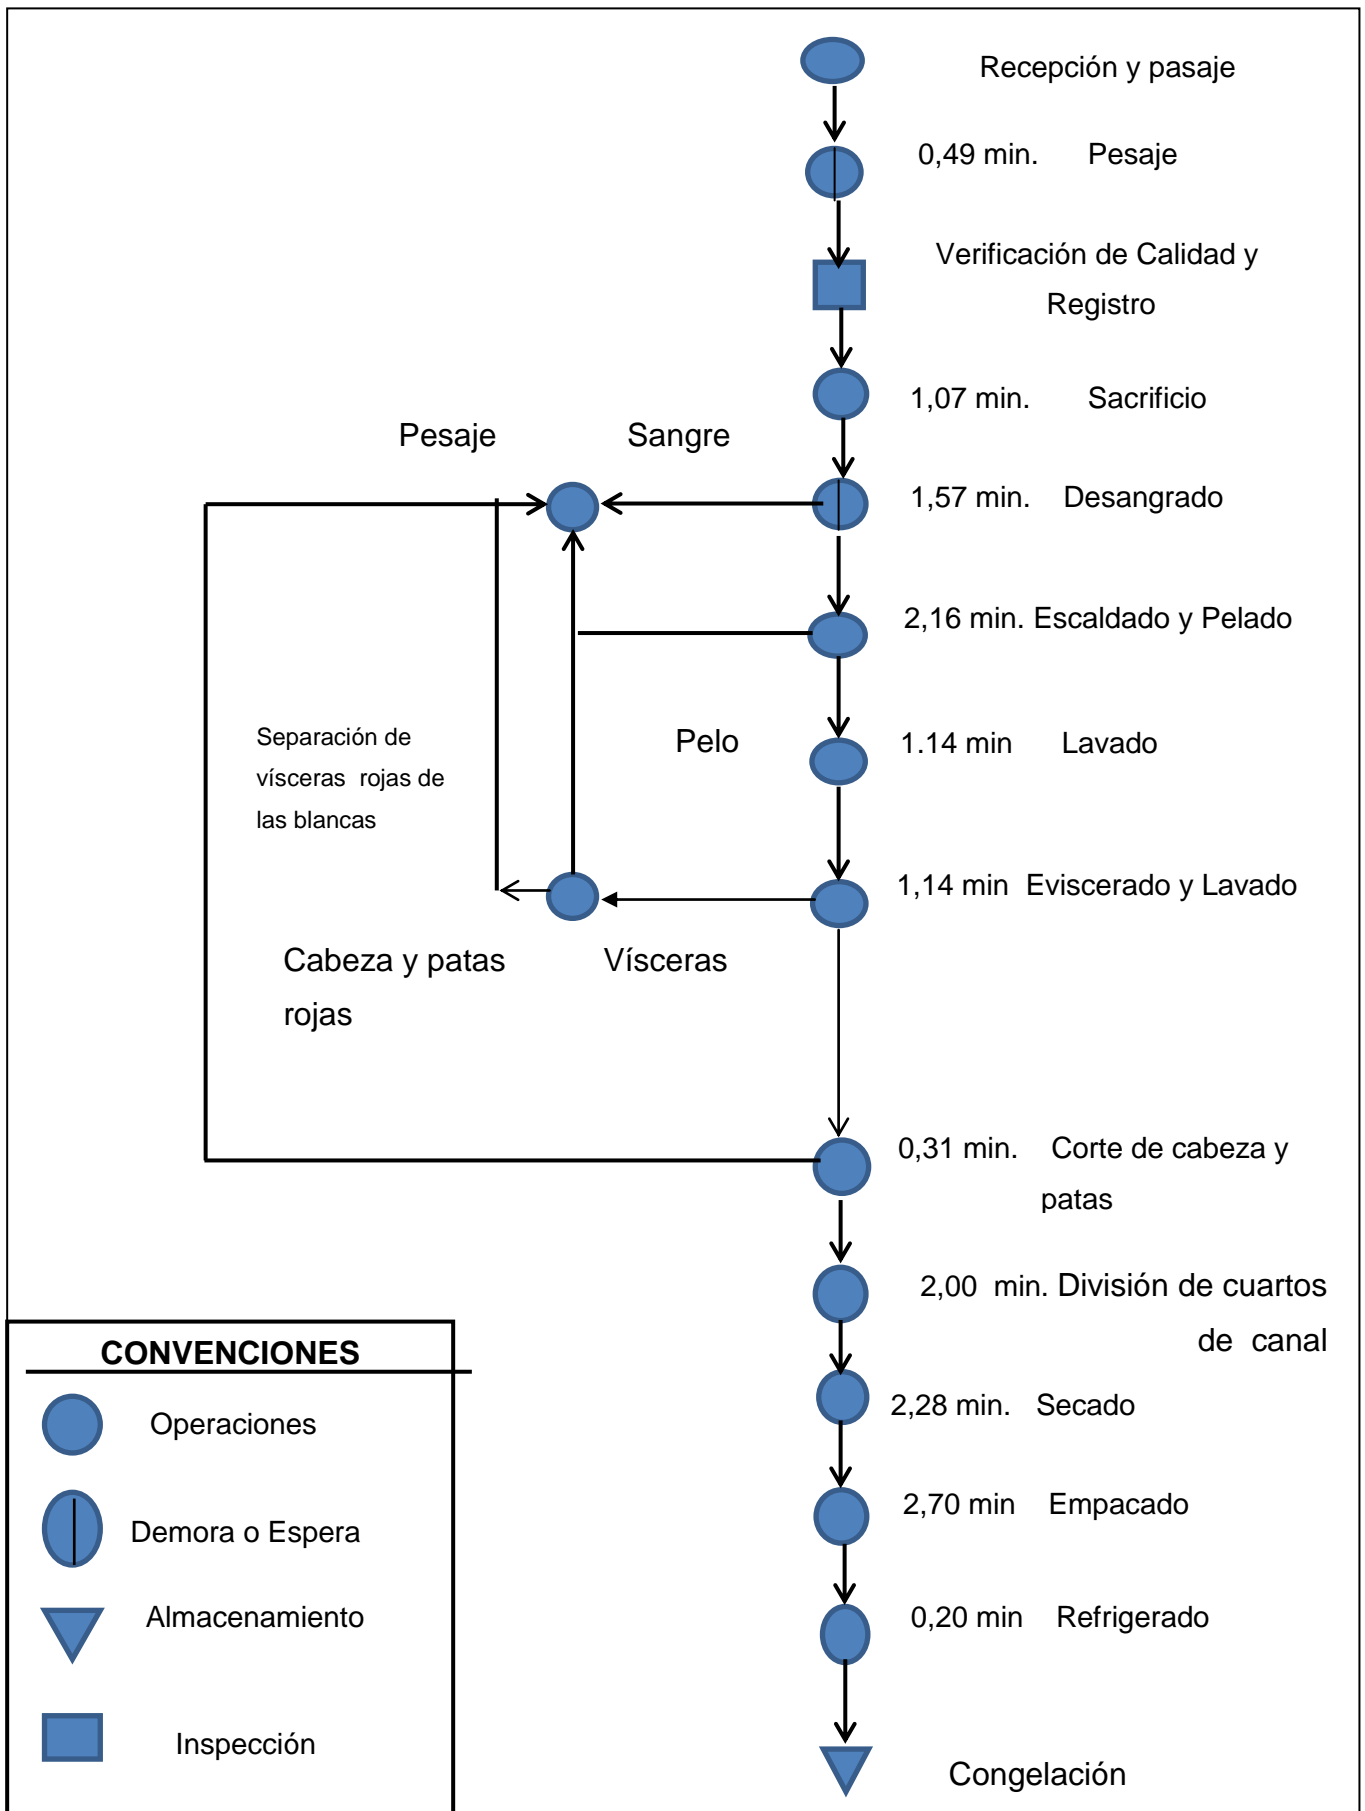 Recepción y pasaje
0,49 min. Pesaje
Verificación de Calidad y
Registro
1,07 min. Sacrificio
Pesaje Sangre
1,57 min. Desangrado
2,16 min. Escaldado y Pelado
Separación de
vísceras rojas de
las blancas
Pelo
1.14 min Lavado
1,14 min Eviscerado y Lavado
Cabeza y patas
rojas
Vísceras
0,31 min. Corte de cabeza y
patas
2,00 min. División de cuartos
de canal
CONVENCIONES
Operaciones
Demora o Espera
Almacenamiento
Inspección
2,28 min. Secado
2,70 min Empacado
0,20 min Refrigerado
Congelación